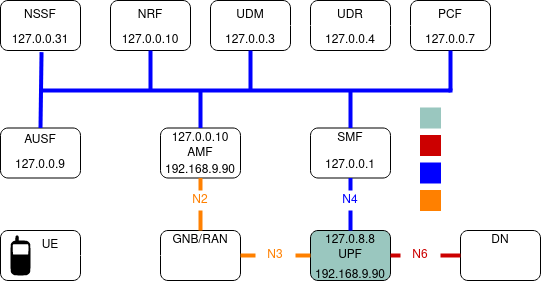 NSSF
127.0.0.31
NRF
127.0.0.10
UDM
127.0.0.3
UDR
127.0.0.4
PCF
127.0.0.7
AUSF
127.0.0.9
127.0.0.10
AMF
192.168.9.90
SMF
127.0.0.1
N2
N4
UE
GNB/RAN
N3
127.0.8.8
UPF
192.168.9.90
N6
DN